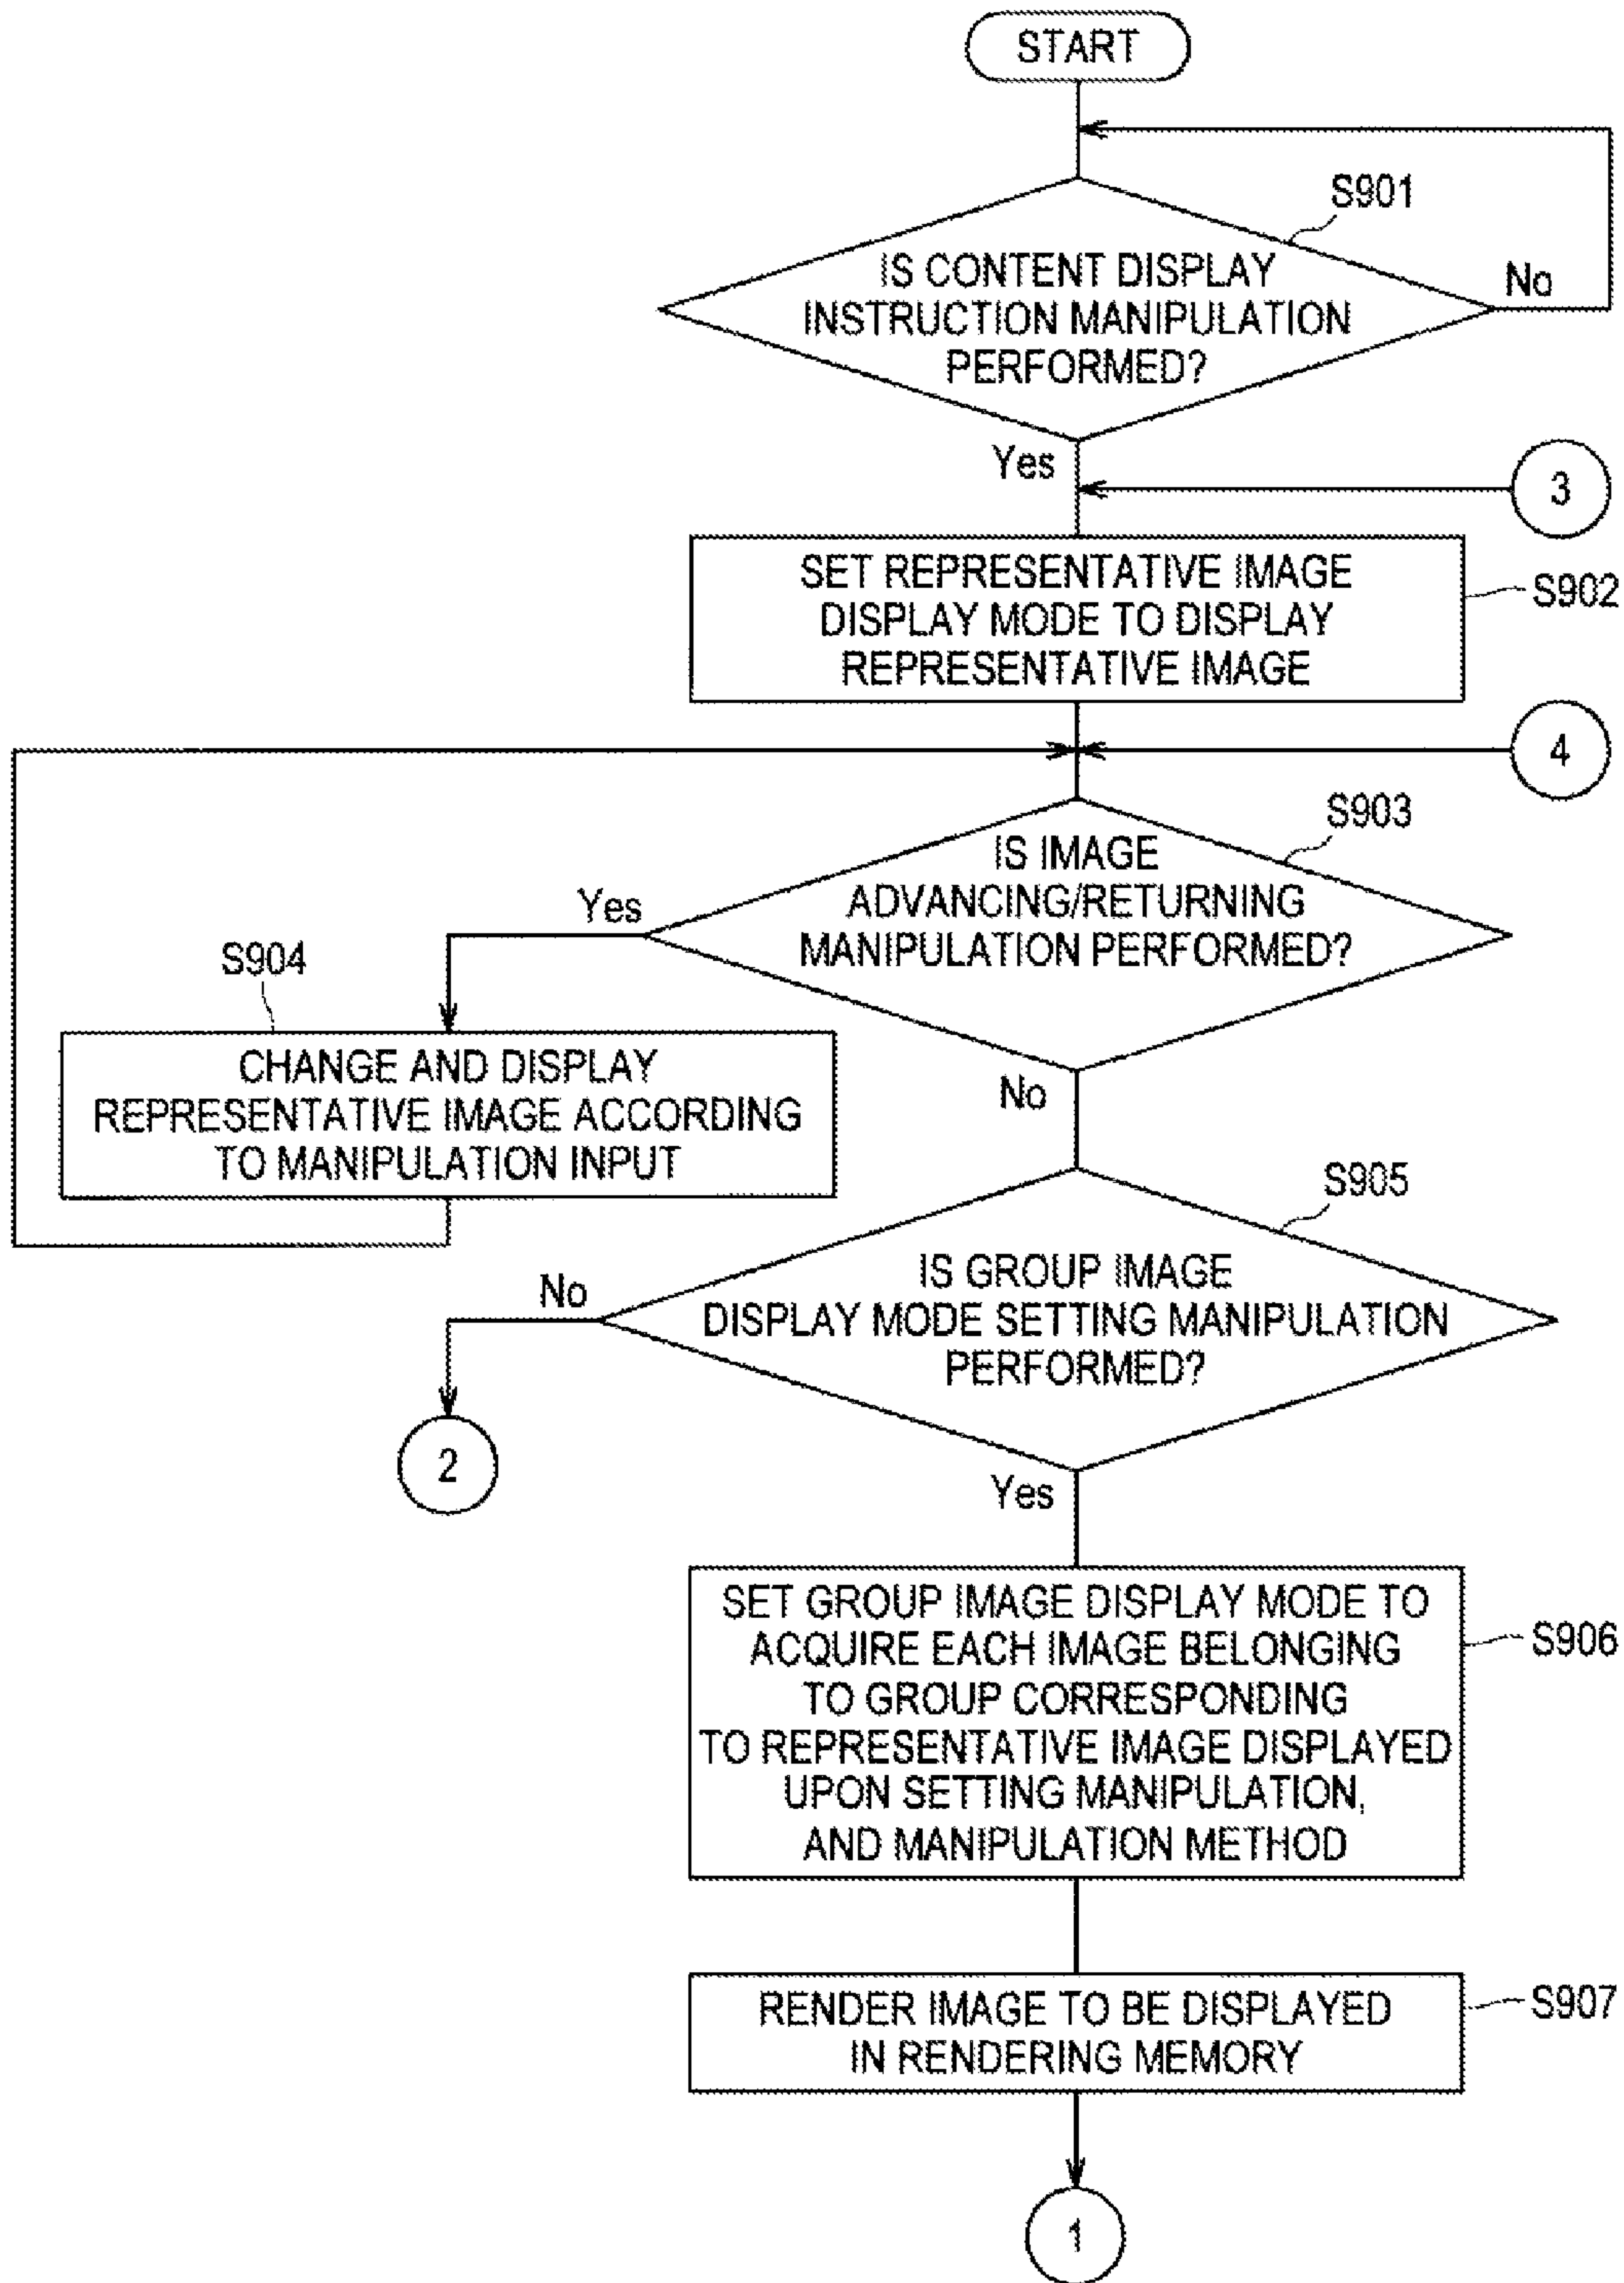 START
S901
IS CONTENT DISPLAY
INSTRUCTION MANIPULATION
PERFORMED?
No
Yes
3
SET REPRESENTATIVE IMAGE
DISPLAY MODE TO DISPLAY
REPRESENTATIVE IMAGE
S902
4
S903
IS IMAGE
ADVANCING/RETURNING
MANIPULATION PERFORMED?
Yes
S904
CHANGE AND DISPLAY
REPRESENTATIVE IMAGE ACCORDING
TO MANIPULATION INPUT
No
S905
IS GROUP IMAGE
DISPLAY MODE SETTING MANIPULATION
PERFORMED?
No
2
Yes
SET GROUP IMAGE DISPLAY MODE TO
ACQUIRE EACH IMAGE BELONGING
TO GROUP CORRESPONDING
TO REPRESENTATIVE IMAGE DISPLAYED
UPON SETTING MANIPULATION,
AND MANIPULATION METHOD
S906
RENDER IMAGE TO BE DISPLAYED
IN RENDERING MEMORY
S907
1